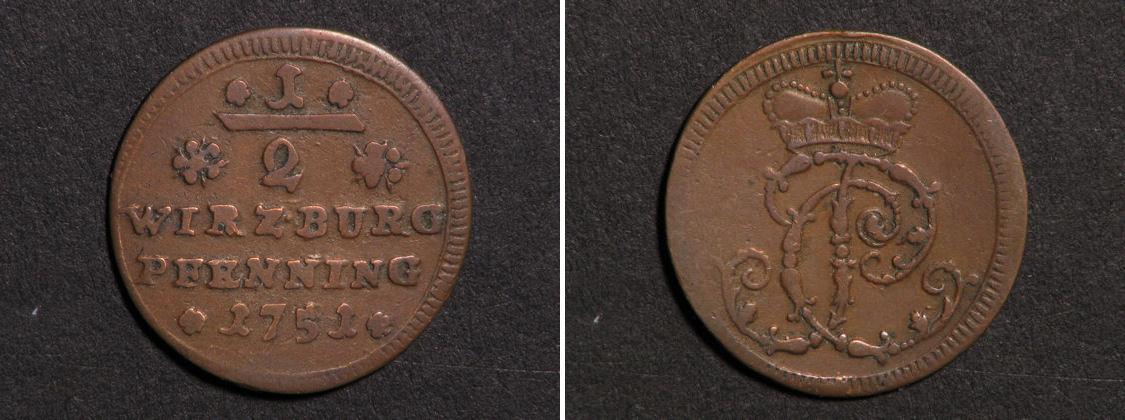 1
2
WIRZBURG
PFENNING
1751